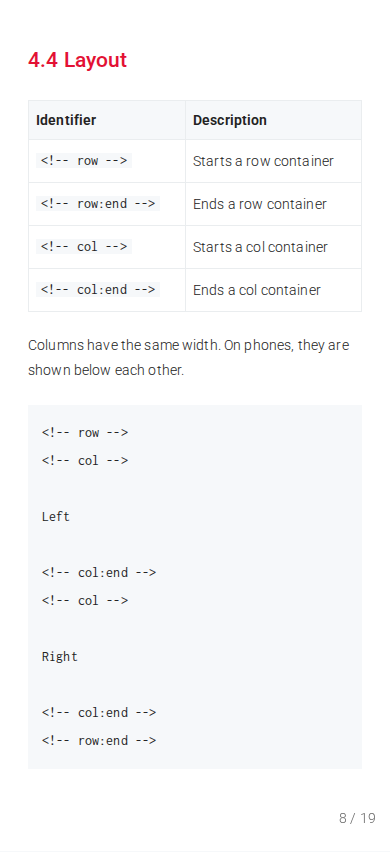 4.4 Layout
Identifier Description
<!-- row --> Starts a row container
<!-- row:end --> Ends a row container
<!-- col --> Starts a col container
<!-- col:end --> Ends a col container
Columns have the same width. On phones, they are
shown below each other.
<!-- row -->
<!-- col -->
Left
<!-- col:end -->
<!-- col -->
Right
<!-- col:end -->
<!-- row:end -->
8 / 19